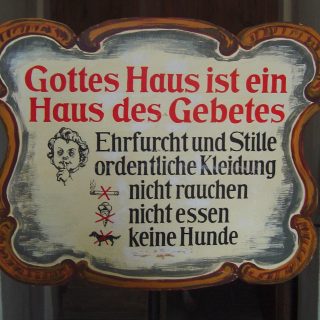 Gottes Haus ist ein
Haus des Gebetes
Ehrfurcht und Stille
ordentliche Kleidung
nicht rauchen
nicht essen
keine Hunde